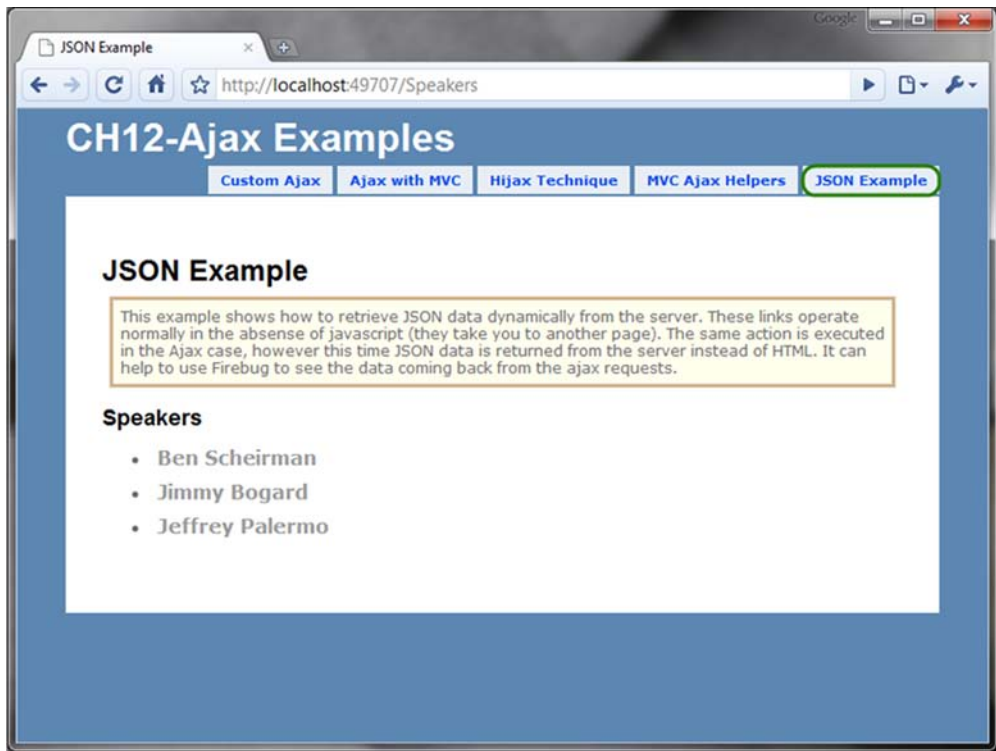 Google
JSON Example
http://localhost:49707/Speakers
CH12-Ajax Examples
Custom Ajax
Ajax with MVC
Hijax Technique
MVC Ajax Helpers
JSON Example
JSON Example
This example shows how to retrieve JSON data dynamically from the server. These links operate
normally in the absense of javascript (they take you to another page). The same action is executed
in the Ajax case, however this time JSON data is returned from the server instead of HTML. It can
help to use Firebug to see the data coming back from the ajax requests.
Speakers
• Ben Scheirman
• Jimmy Bogard
• Jeffrey Palermo